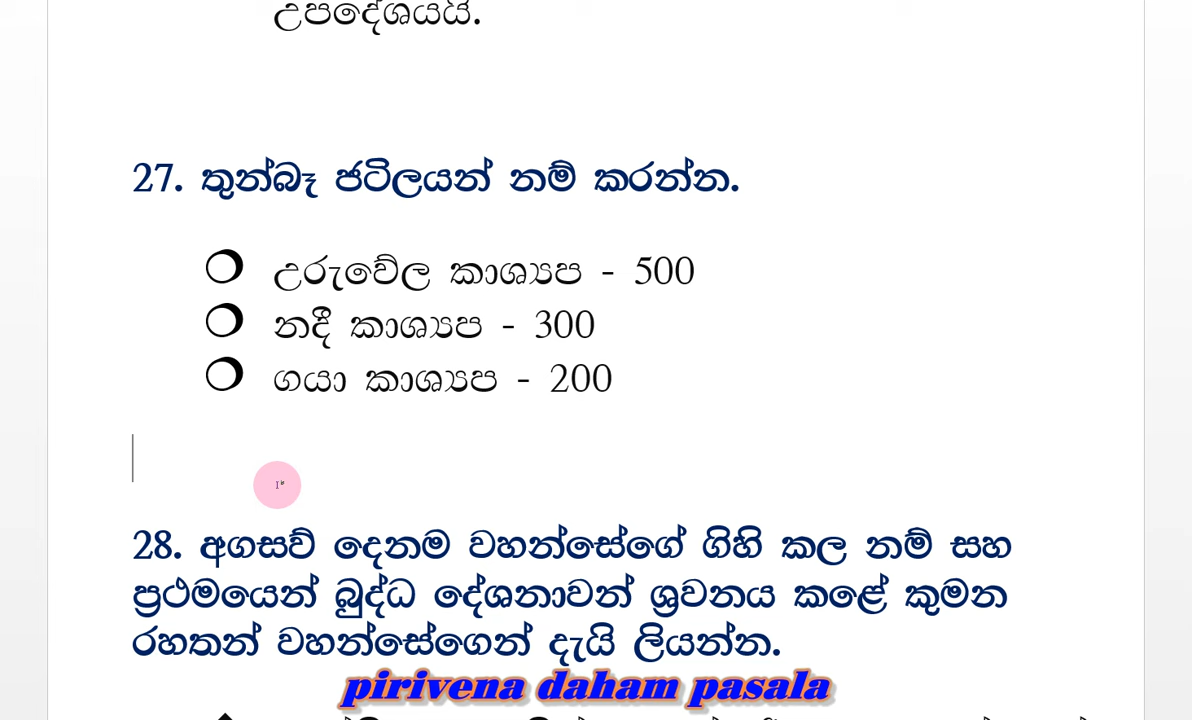 උපදේශයයි.
27. තුන්බෑ ජටිලයන් නම් කරන්න.
උරුවේල කාශ්‍යප - 500
නදී කාශ්‍යප - 300
ගයා කාශ්‍යප - 200
28. අගසව් දෙනම වහන්සේගේ ගිහි කල නම් සහ
ප්‍රථමයෙන් බුද්ධ දේශනාවන් ශ්‍රවනය කළේ කුමන
රහතන් වහන්සේගෙන් දැයි ලියන්න.
pirivena daham pasala